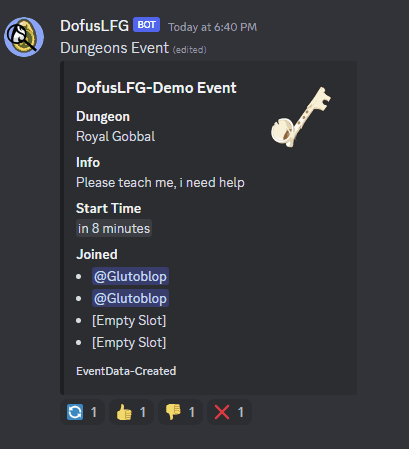 DofusLFG BOT Today at 6:40 PM
Dungeons Event (edited)
DofusLFG-Demo Event
Dungeon
Royal Gobbal
Info
Please teach me, i need help
Start Time
in 8 minutes
Joined
@Glutoblop
@Glutoblop
[Empty Slot]
[Empty Slot]
EventData-Created
1 1 1 1